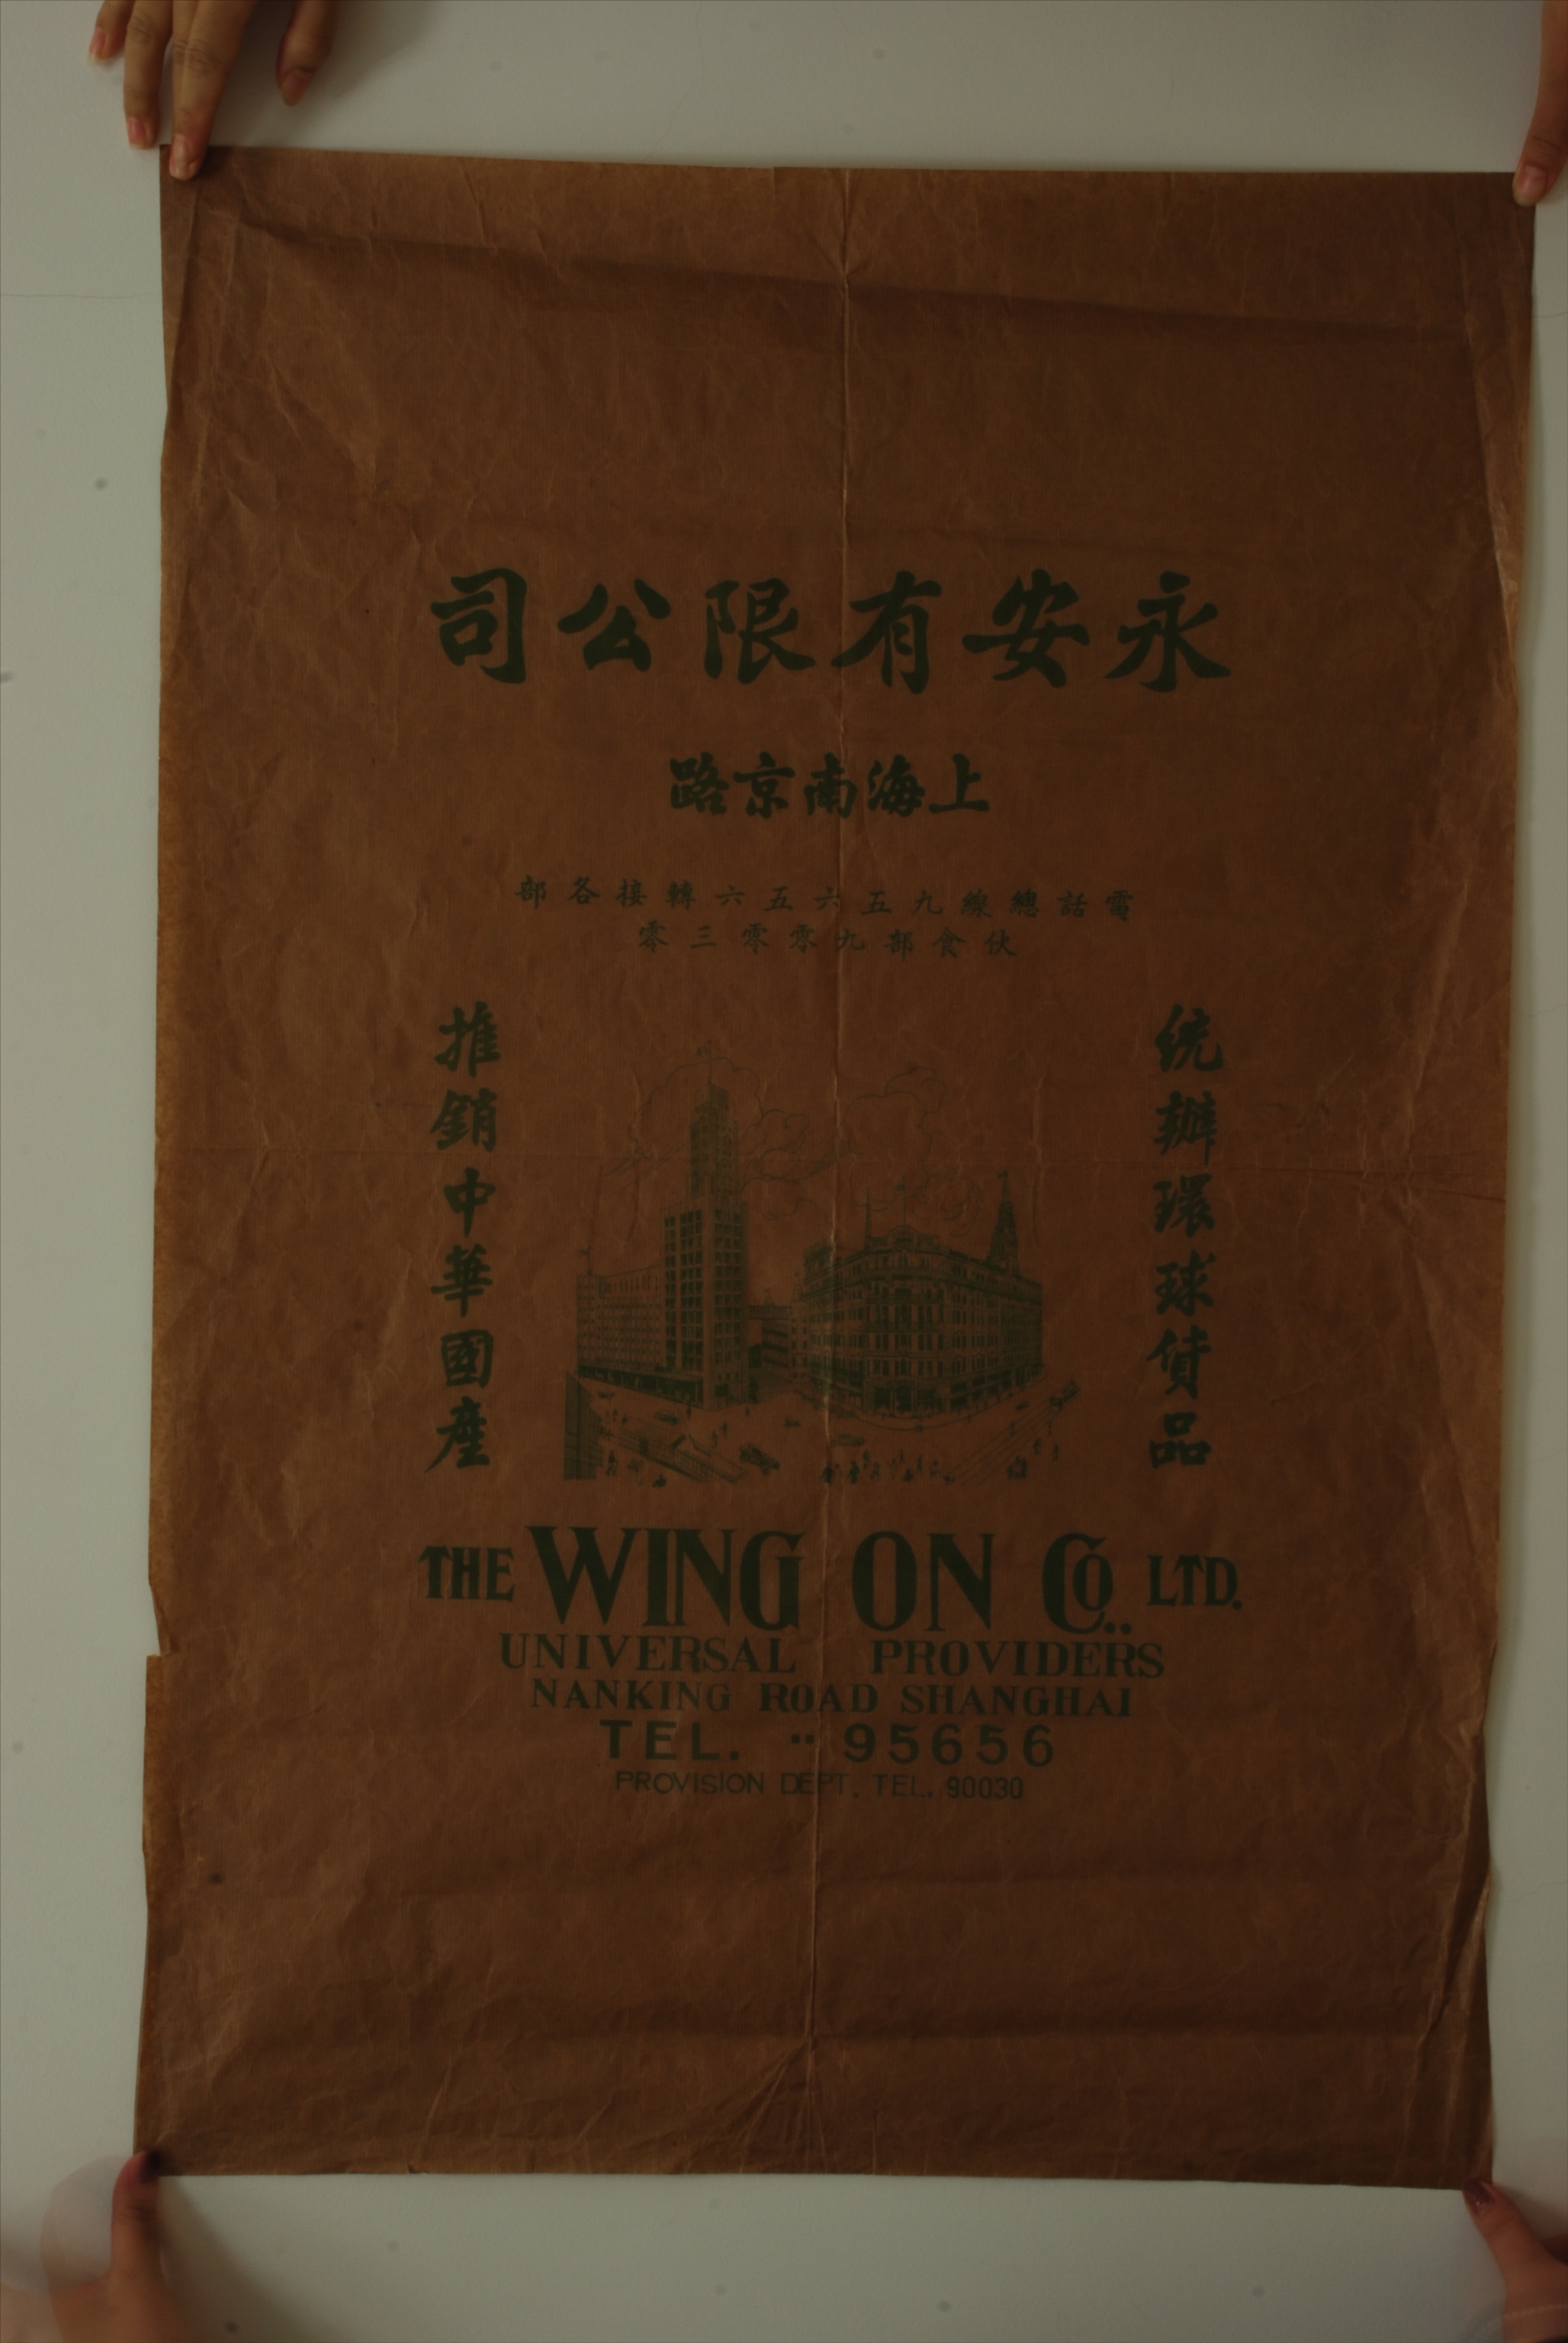 永安有限公司
上海南京路
電話總線九五六五六轉接各部
伙食部九零零三零
統辦環球貨品
推銷中華國產
THE WING ON Co.. LTD.
UNIVERSAL PROVIDERS
NANKING ROAD SHANGHAI
TEL. " 95656
PROVISION DEPT. TEL. 90030